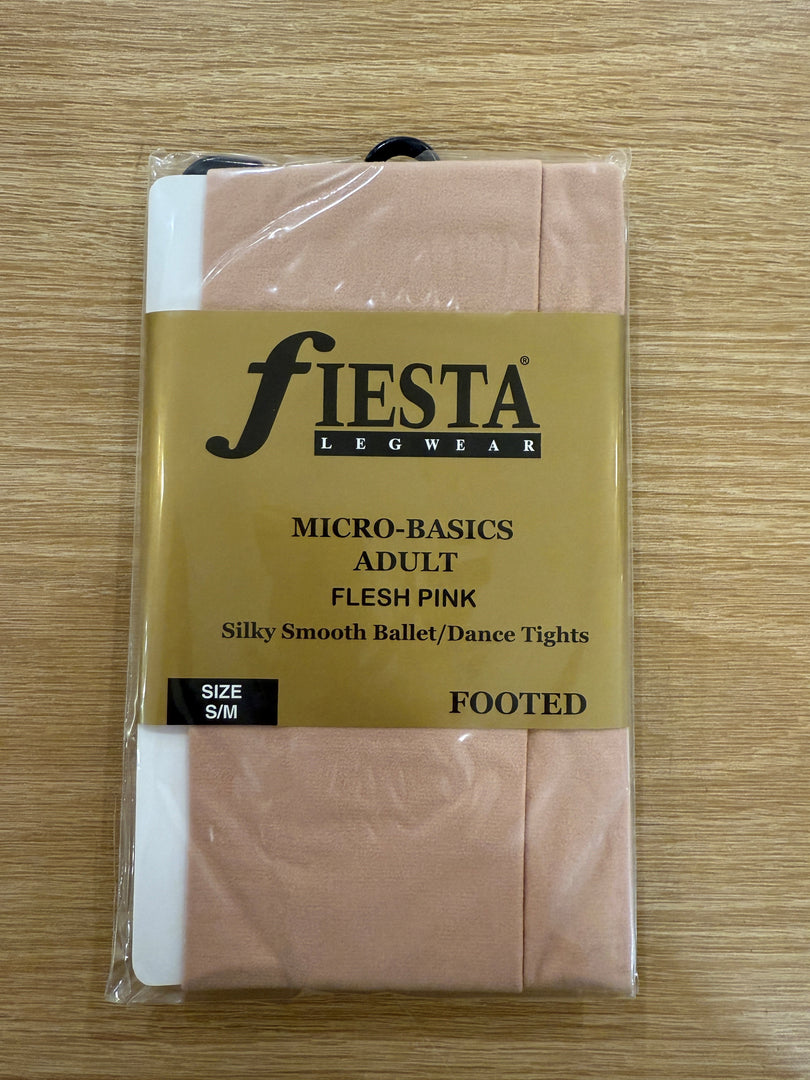 fIESTA®
LEGWEAR
MICRO-BASICS
ADULT
FLESH PINK
Silky Smooth Ballet/Dance Tights
SIZE
S/M
FOOTED